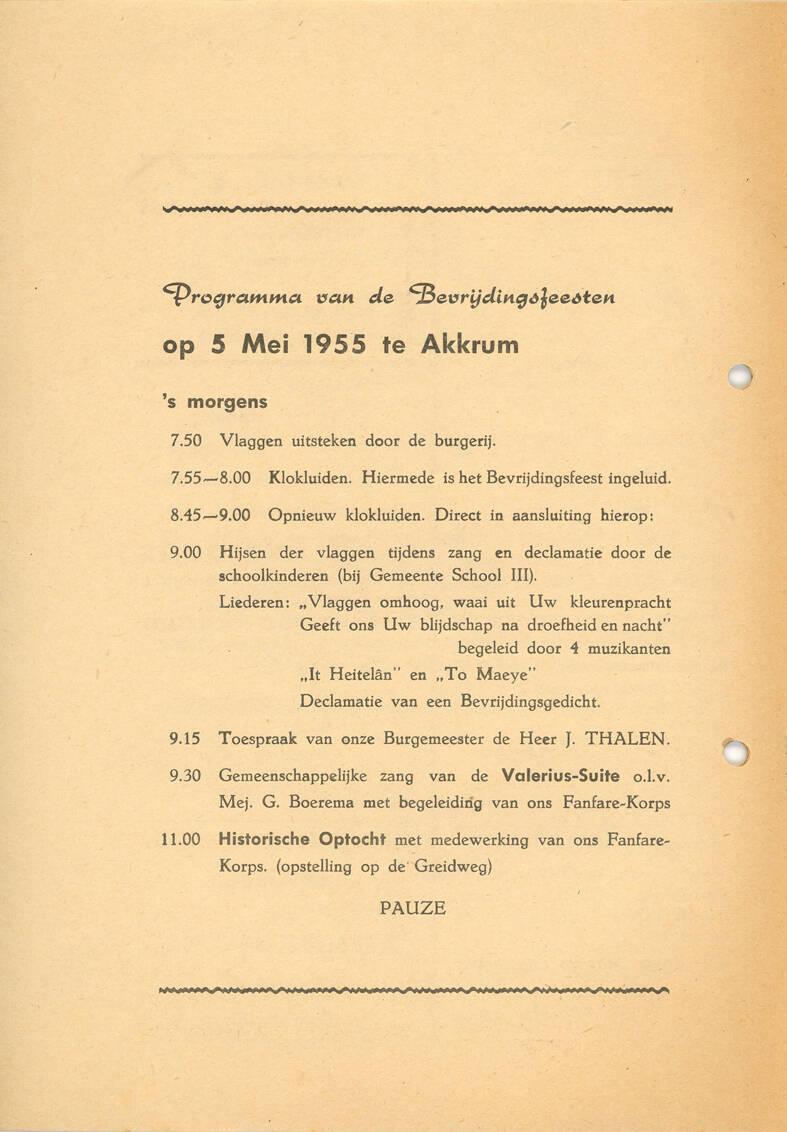 Programma van de Bevrijdingsfeesten
op 5 Mei 1955 te Akkrum
's morgens
7.50 Vlaggen uitsteken door de burgerij.
7.55—8.00 Klokluiden. Hiermede is het Bevrijdingsfeest ingeluid.
8.45—9.00 Opnieuw klokluiden. Direct in aansluiting hierop:
9.00 Hijsen der vlaggen tijdens zang en declamatie door de
schoolkinderen (bij Gemeente School III).
Liederen: „Vlaggen omhoog, waai uit Uw kleurenpracht
Geeft ons Uw blijdschap na droefheid en nacht"
begeleid door 4 muzikanten
„It Heitelân" en „To Maeye"
Declamatie van een Bevrijdingsgedicht.
9.15 Toespraak van onze Burgemeester de Heer J. THALEN.
9.30 Gemeenschappelijke zang van de Valerius-Suite o.l.v.
Mej. G. Boerema met begeleiding van ons Fanfare-Korps
11.00 Historische Optocht met medewerking van ons Fanfare-
Korps. (opstelling op de Greidweg)
PAUZE